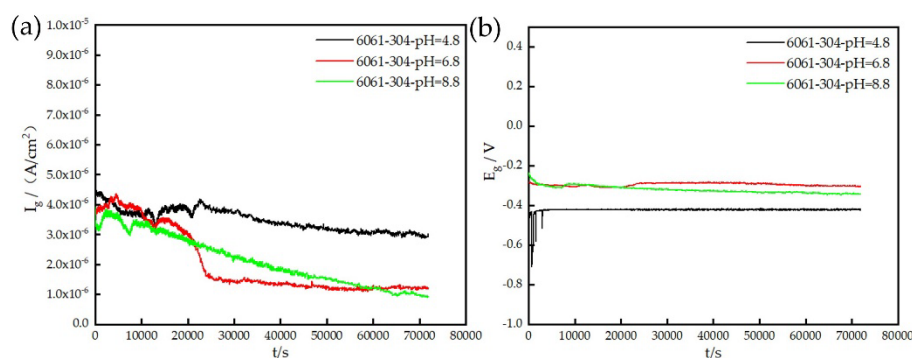 (a)
1.0x10⁻⁵
9.0x10⁻⁶
8.0x10⁻⁶
7.0x10⁻⁶
6.0x10⁻⁶
5.0x10⁻⁶
4.0x10⁻⁶
3.0x10⁻⁶
2.0x10⁻⁶
1.0x10⁻⁶
0.0
I_g /（A/cm²）
6061-304-pH=4.8
6061-304-pH=6.8
6061-304-pH=8.8
0 10000 20000 30000 40000 50000 60000 70000 80000
t/s
(b)
0.4
0.2
0.0
-0.2
-0.4
-0.6
-0.8
-1.0
E_g / V
6061-304-pH=4.8
6061-304-pH=6.8
6061-304-pH=8.8
0 10000 20000 30000 40000 50000 60000 70000 80000
t/s